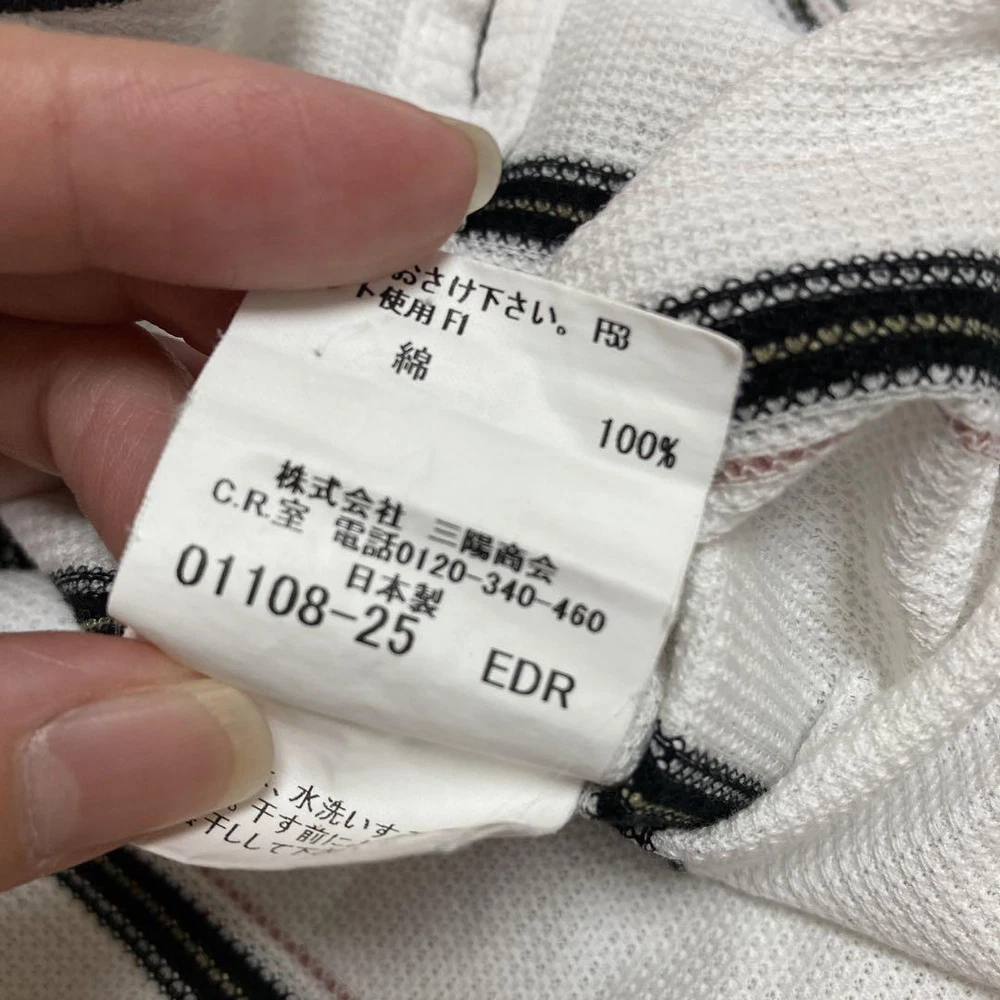 おさけ下さい。 F53
ト使用 F1
綿
100%
株式会社 三陽商会
C.R.室 電話0120-340-460
日本製
01108-25 EDR
、水洗いす
。干す前に
干しして下